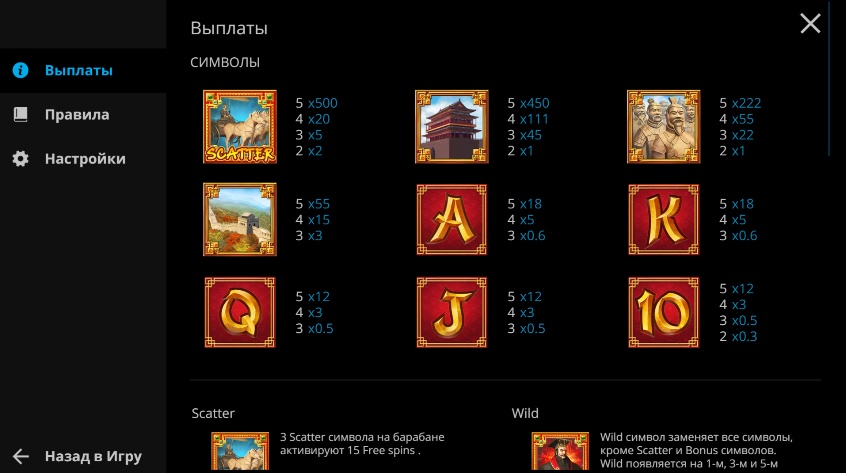 Выплаты
СИМВОЛЫ
Выплаты
Правила
Настройки
SCATTER
5 x500
4 x20
3 x5
2 x2
5 x450
4 x111
3 x45
2 x1
5 x222
4 x55
3 x22
2 x1
5 x55
4 x15
3 x3
A
5 x18
4 x5
3 x0.6
K
5 x18
4 x5
3 x0.6
Q
5 x12
4 x3
3 x0.5
J
5 x12
4 x3
3 x0.5
10
5 x12
4 x3
3 x0.5
2 x0.3
Scatter
3 Scatter символа на барабане
активируют 15 Free spins .
Wild
Wild символ заменяет все символы,
кроме Scatter и Bonus символов.
Wild появляется на 1-м, 3-м и 5-м
Назад в Игру